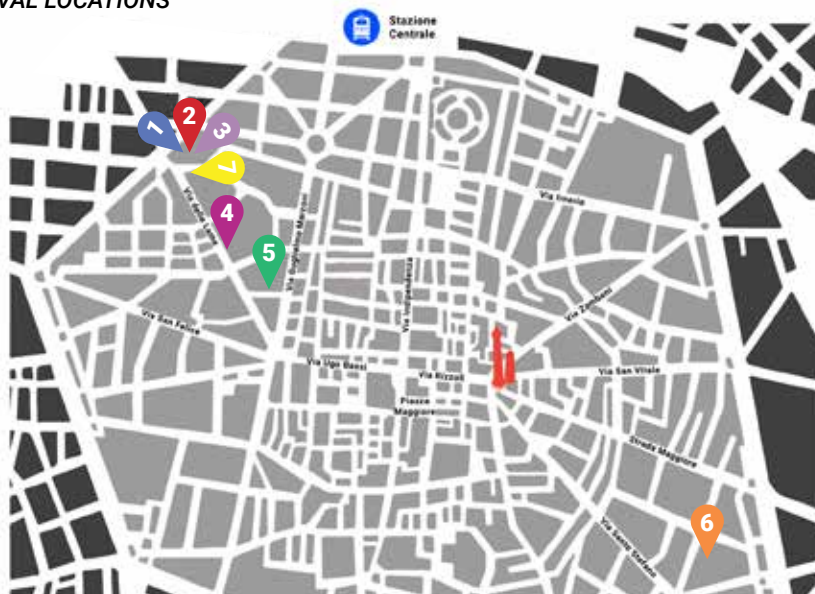 VAL LOCATIONS
Stazione
Centrale
1
2
3
7
4
5
Via delle Lame
Via Guglielmo Marconi
Via Irnerio
Via Indipendenza
Via Zamboni
Via San Felice
Via Ugo Bassi
Via Rizzoli
Via San Vitale
Piazza
Maggiore
Strada Maggiore
6
Via Santo Stefano